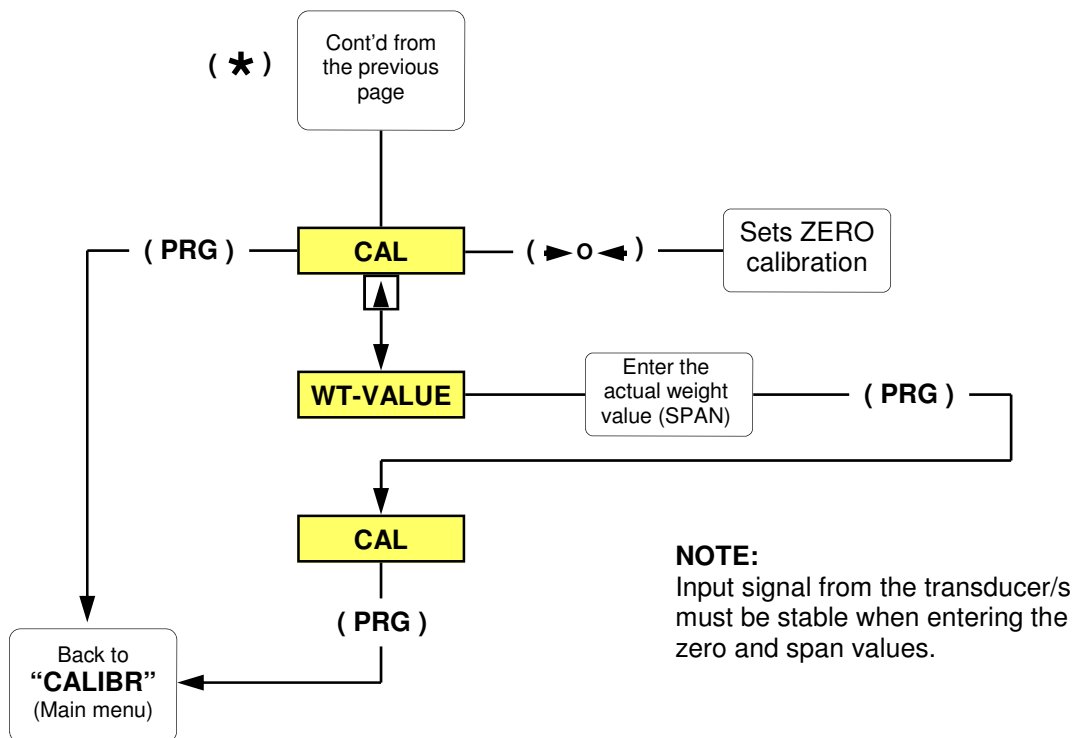 ( * )
Cont'd from
the previous
page
( PRG )
CAL
( ►O◄ )
Sets ZERO
calibration
WT-VALUE
Enter the
actual weight
value (SPAN)
( PRG )
CAL
( PRG )
NOTE:
Input signal from the transducer/s
must be stable when entering the
zero and span values.
Back to
“CALIBR”
(Main menu)